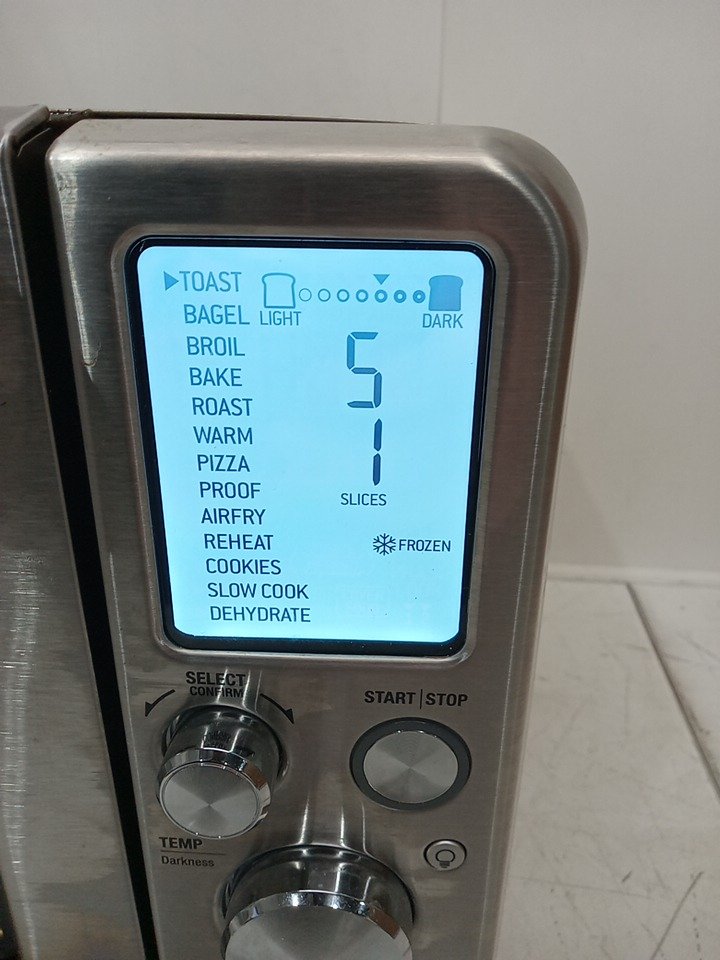 TOAST
LIGHT
DARK
BAGEL
BROIL
BAKE
ROAST
WARM
PIZZA
PROOF
AIRFRY
REHEAT
COOKIES
SLOW COOK
DEHYDRATE
5
1
SLICES
FROZEN
SELECT
CONFIRM
START|STOP
TEMP
Darkness